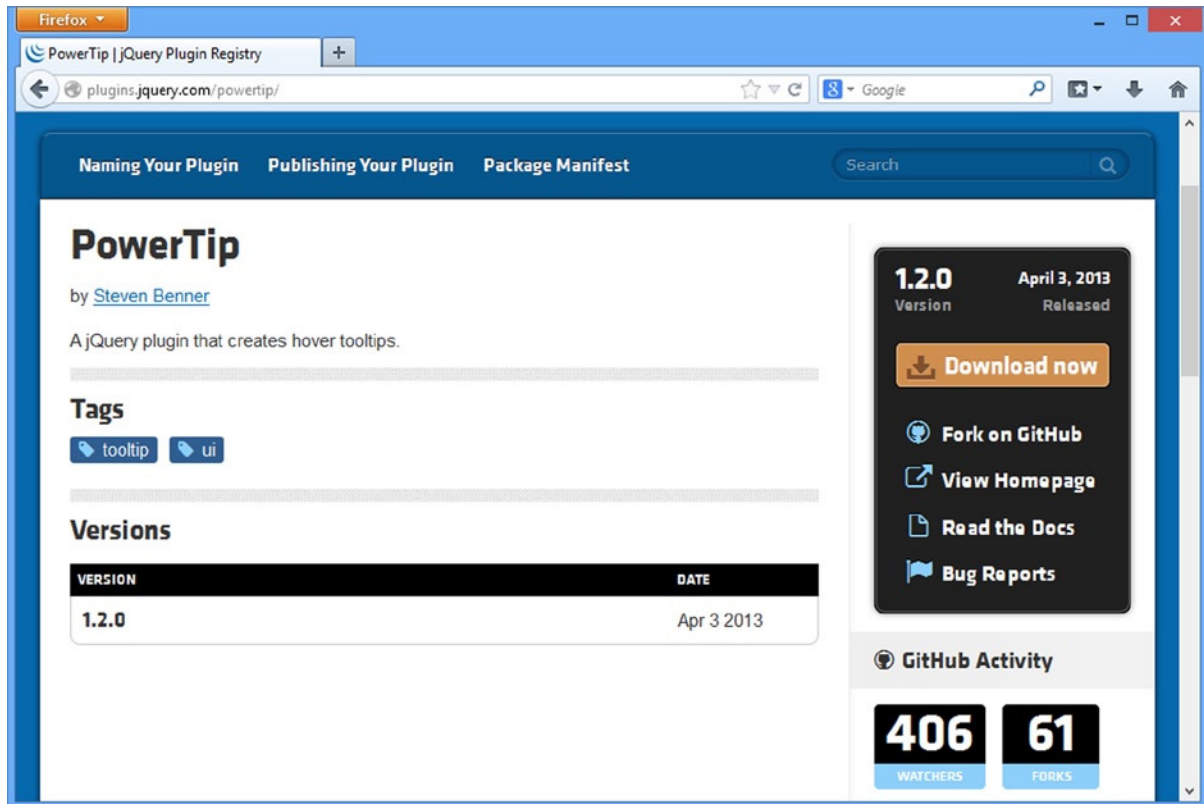 Firefox
PowerTip | jQuery Plugin Registry
plugins.jquery.com/powertip/
Google
Naming Your Plugin Publishing Your Plugin Package Manifest
Search
PowerTip
by Steven Benner
A jQuery plugin that creates hover tooltips.
Tags
tooltip ui
Versions
VERSION DATE
1.2.0 Apr 3 2013
1.2.0 April 3, 2013
Version Released
Download now
Fork on GitHub
View Homepage
Read the Docs
Bug Reports
GitHub Activity
406 61
WATCHERS FORKS